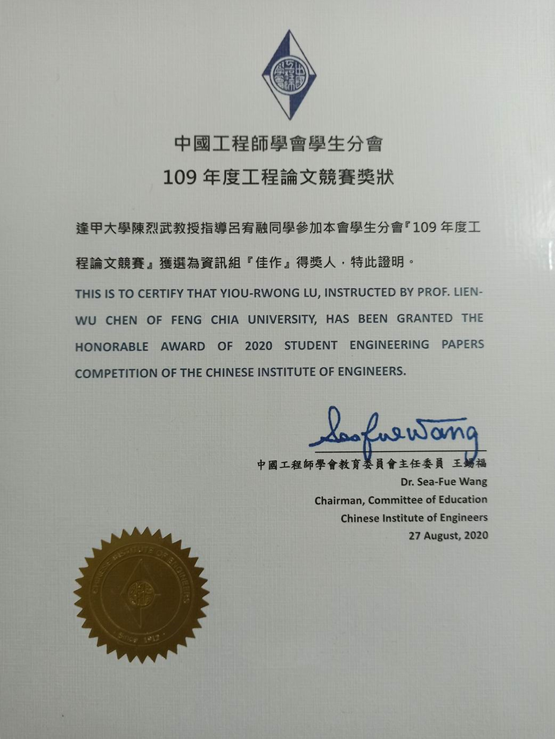 中國工程師學會學生分會
109 年度工程論文競賽獎狀
逢甲大學陳烈武教授指導呂宥融同學參加本會學生分會『109 年度工
程論文競賽』獲選為資訊組『佳作』得獎人，特此證明。
THIS IS TO CERTIFY THAT YIOU-RWONG LU, INSTRUCTED BY PROF. LIEN-
WU CHEN OF FENG CHIA UNIVERSITY, HAS BEEN GRANTED THE
HONORABLE AWARD OF 2020 STUDENT ENGINEERING PAPERS
COMPETITION OF THE CHINESE INSTITUTE OF ENGINEERS.
SeafueWang
中國工程師學會教育委員會主任委員 王錫福
Dr. Sea-Fue Wang
Chairman, Committee of Education
Chinese Institute of Engineers
27 August, 2020
CHINESE INSTITUTE OF ENGINEERS